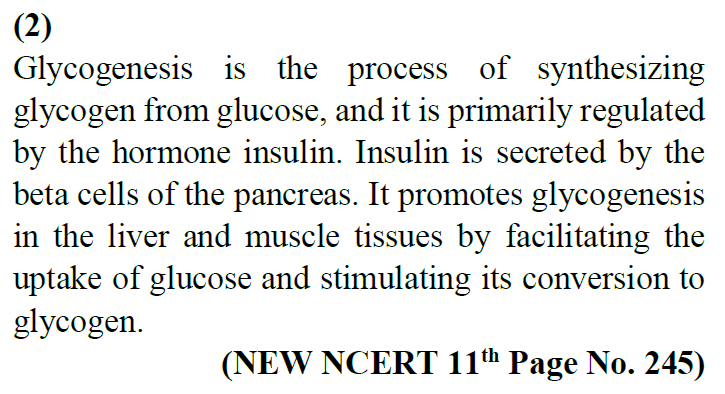 (2)
Glycogenesis is the process of synthesizing
glycogen from glucose, and it is primarily regulated
by the hormone insulin. Insulin is secreted by the
beta cells of the pancreas. It promotes glycogenesis
in the liver and muscle tissues by facilitating the
uptake of glucose and stimulating its conversion to
glycogen.
(NEW NCERT 11th Page No. 245)